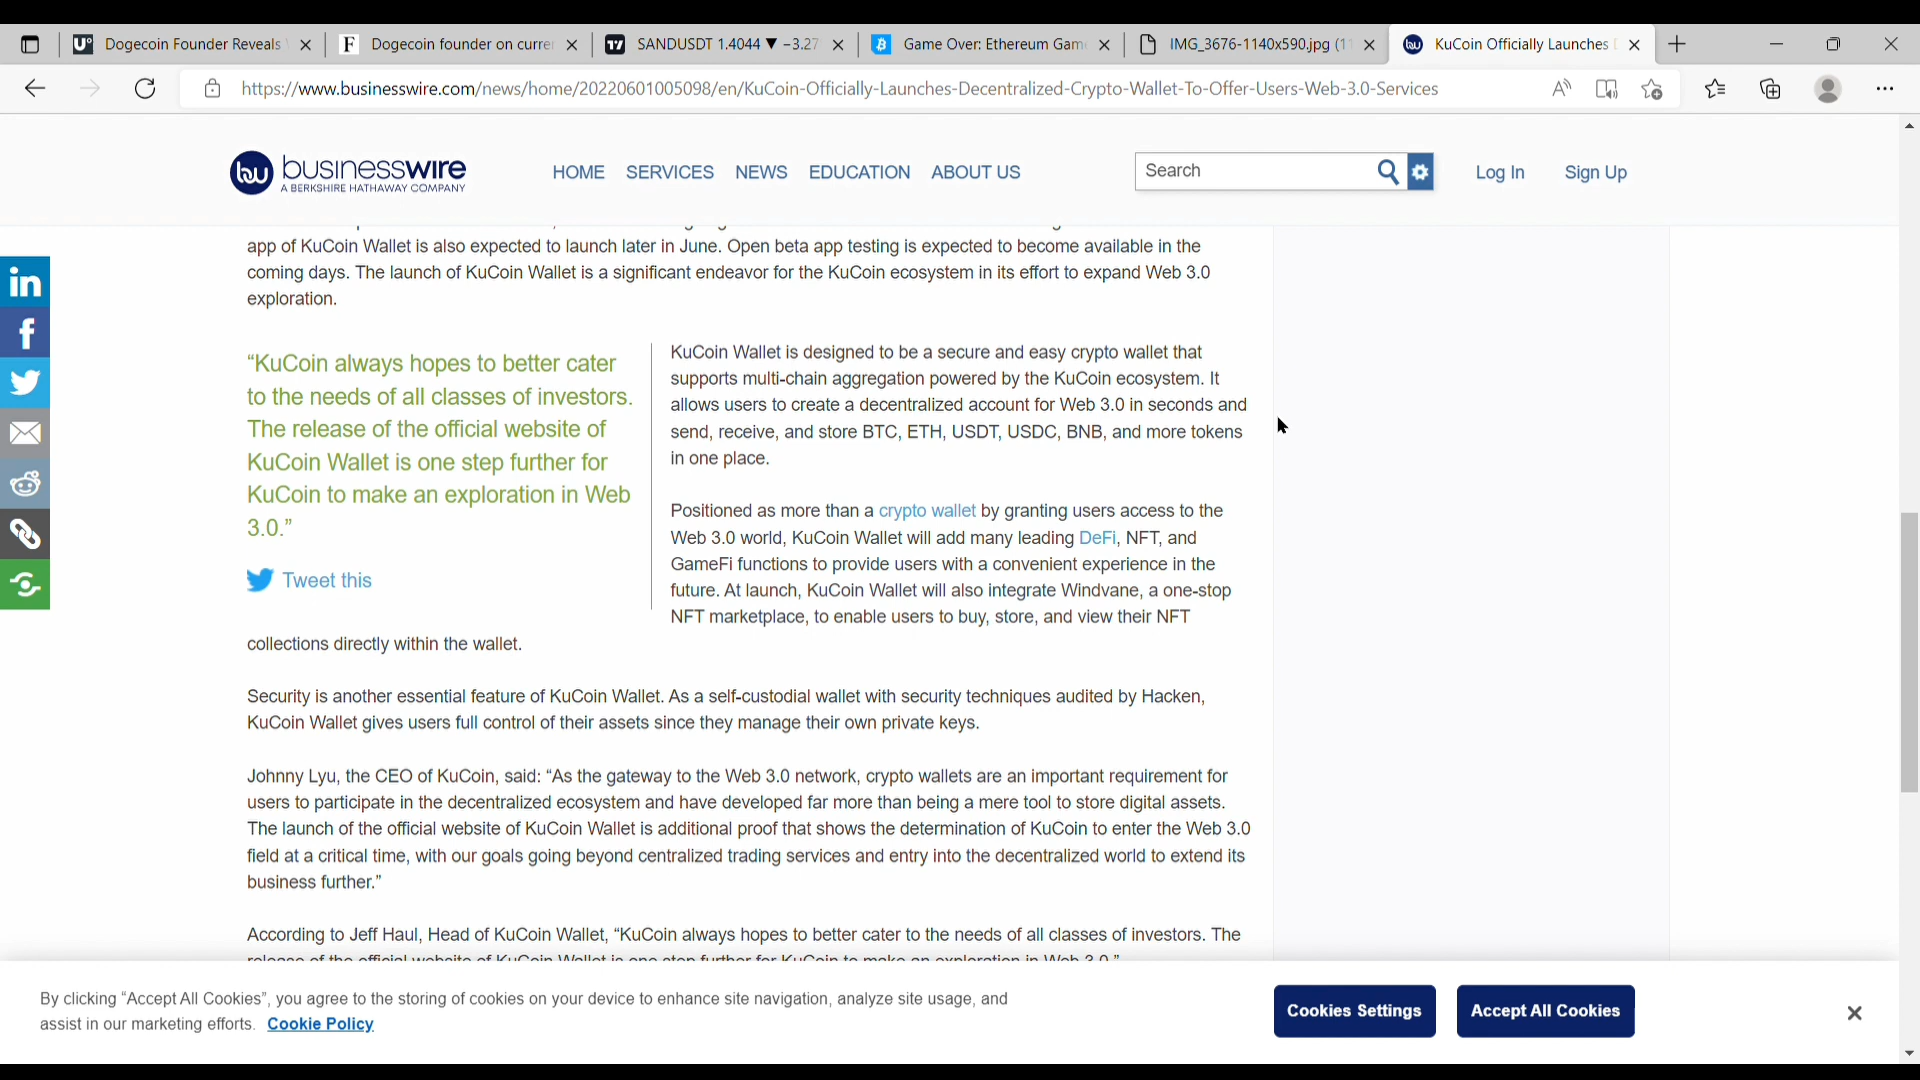 Dogecoin Founder Reveals
Dogecoin founder on curre
SANDUSDT 1.4044 ▼ −3.27
Game Over: Ethereum Gam
IMG_3676-1140x590.jpg (1
KuCoin Officially Launches
https://www.businesswire.com/news/home/20220601005098/en/KuCoin-Officially-Launches-Decentralized-Crypto-Wallet-To-Offer-Users-Web-3.0-Services
businesswire
A BERKSHIRE HATHAWAY COMPANY
HOME SERVICES NEWS EDUCATION ABOUT US
Search
Log In
Sign Up
app of KuCoin Wallet is also expected to launch later in June. Open beta app testing is expected to become available in the
coming days. The launch of KuCoin Wallet is a significant endeavor for the KuCoin ecosystem in its effort to expand Web 3.0
exploration.
“KuCoin always hopes to better cater
to the needs of all classes of investors.
The release of the official website of
KuCoin Wallet is one step further for
KuCoin to make an exploration in Web
3.0.”
Tweet this
KuCoin Wallet is designed to be a secure and easy crypto wallet that
supports multi-chain aggregation powered by the KuCoin ecosystem. It
allows users to create a decentralized account for Web 3.0 in seconds and
send, receive, and store BTC, ETH, USDT, USDC, BNB, and more tokens
in one place.
Positioned as more than a crypto wallet by granting users access to the
Web 3.0 world, KuCoin Wallet will add many leading DeFi, NFT, and
GameFi functions to provide users with a convenient experience in the
future. At launch, KuCoin Wallet will also integrate Windvane, a one-stop
NFT marketplace, to enable users to buy, store, and view their NFT
collections directly within the wallet.
Security is another essential feature of KuCoin Wallet. As a self-custodial wallet with security techniques audited by Hacken,
KuCoin Wallet gives users full control of their assets since they manage their own private keys.
Johnny Lyu, the CEO of KuCoin, said: “As the gateway to the Web 3.0 network, crypto wallets are an important requirement for
users to participate in the decentralized ecosystem and have developed far more than being a mere tool to store digital assets.
The launch of the official website of KuCoin Wallet is additional proof that shows the determination of KuCoin to enter the Web 3.0
field at a critical time, with our goals going beyond centralized trading services and entry into the decentralized world to extend its
business further.”
According to Jeff Haul, Head of KuCoin Wallet, “KuCoin always hopes to better cater to the needs of all classes of investors. The
release of the official website of KuCoin Wallet is one step further for KuCoin to make an exploration in Web 3.0.”
By clicking “Accept All Cookies”, you agree to the storing of cookies on your device to enhance site navigation, analyze site usage, and
assist in our marketing efforts. Cookie Policy
Cookies Settings
Accept All Cookies